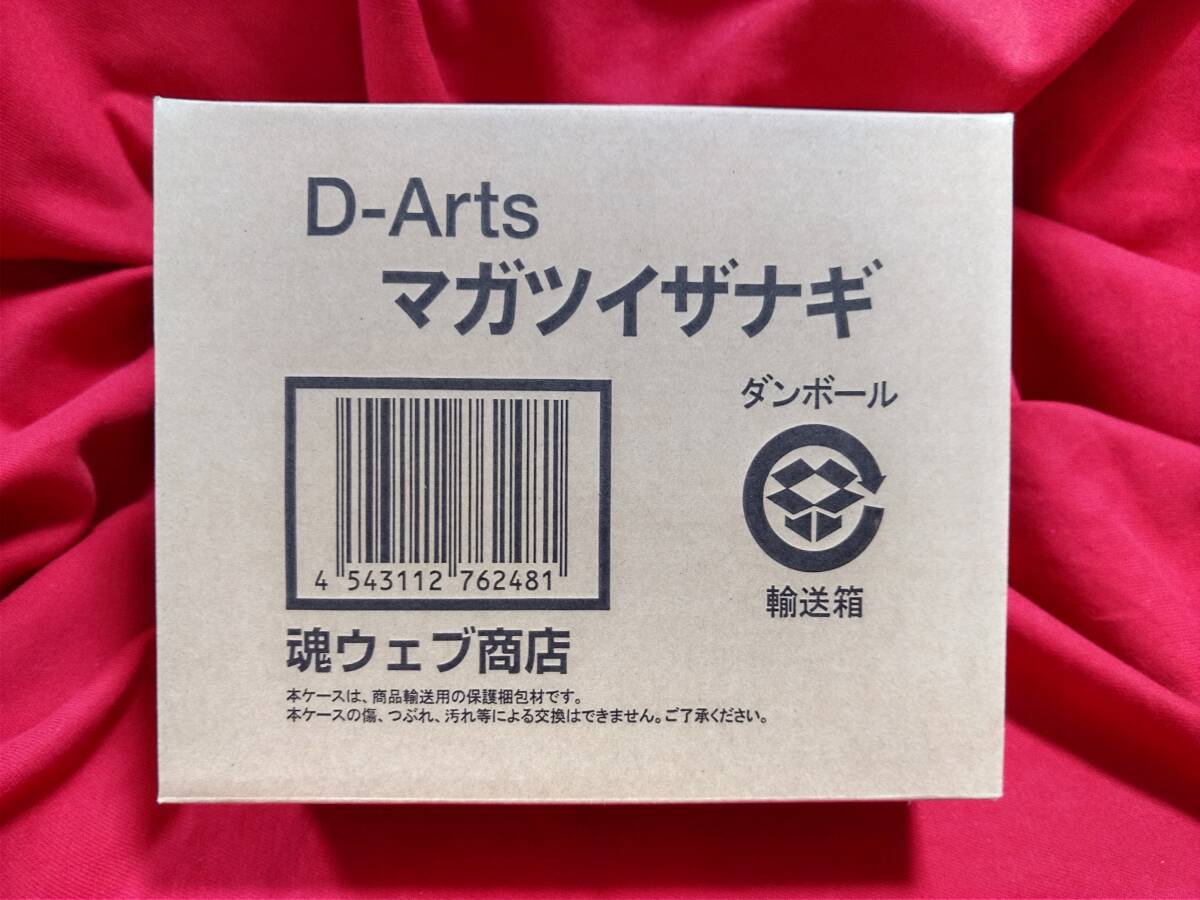 D-Arts
マガツイザナギ
ダンボール
輸送箱
4 543112 762481
魂ウェブ商店
本ケースは、商品輸送用の保護梱包材です。
本ケースの傷、つぶれ、汚れ等による交換はできません。ご了承ください。